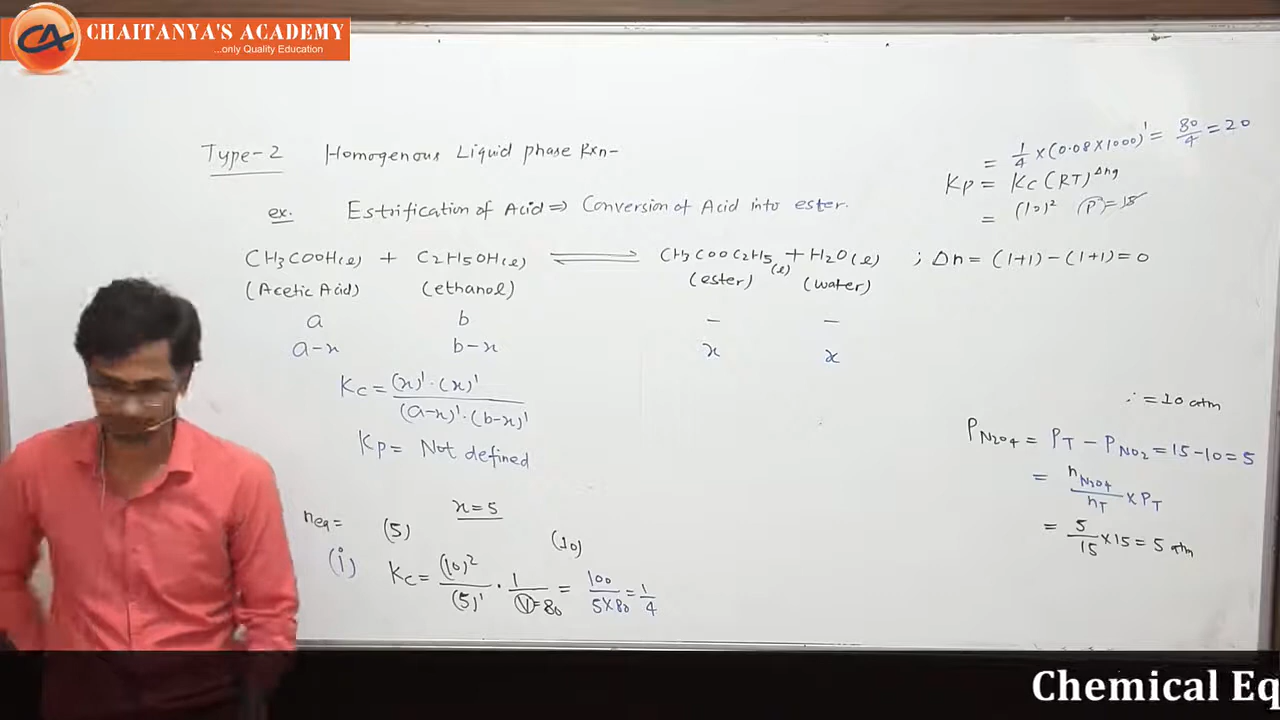 CHAITANYA'S ACADEMY
...only Quality Education
Type-2 Homogenous Liquid phase Rxn-
ex. Estrification of Acid ⇒ Conversion of Acid into ester.
CH3COOH(l) + C2H5OH(l) ⇌ CH3COOC2H5(l) + H2O(l) ; Δn = (1+1) - (1+1) = 0
(Acetic Acid) (ethanol) (ester) (water)
a b - -
a-x b-x x x
Kc = (x)¹·(x)¹ / (a-x)¹·(b-x)¹
Kp = Not defined
x = 5
neq = (5) (10)
(i) Kc = (10)² / (5)¹ · 1 / V=80 = 100 / 5×80 = 1/4
= 1/4 × (0.08×1000)¹ = 80/4 = 20
Kp = Kc (RT)^Δng
= (10)²
= 10 atm
P N2O4 = PT - P NO2 = 15-10 = 5
= nN2O4 / nT × PT
= 5/15 × 15 = 5 atm
Chemical Eq